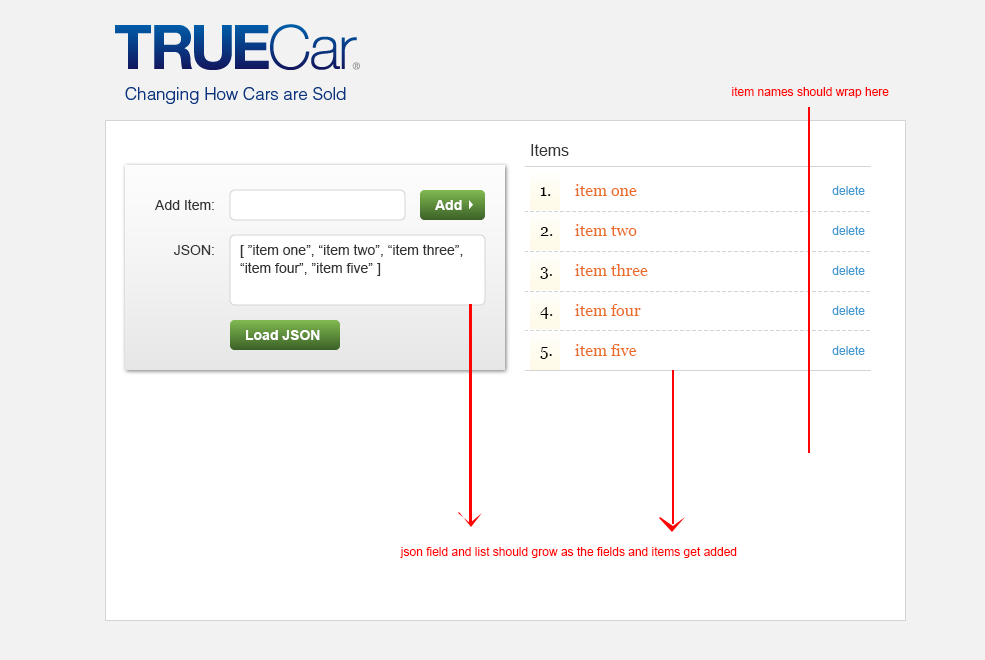 TRUECar®
Changing How Cars are Sold
item names should wrap here
Items
Add Item:
Add
JSON:
[ ”item one”, “item two”, “item three”,
“item four”, ”item five” ]
Load JSON
1. item one delete
2. item two delete
3. item three delete
4. item four delete
5. item five delete
json field and list should grow as the fields and items get added